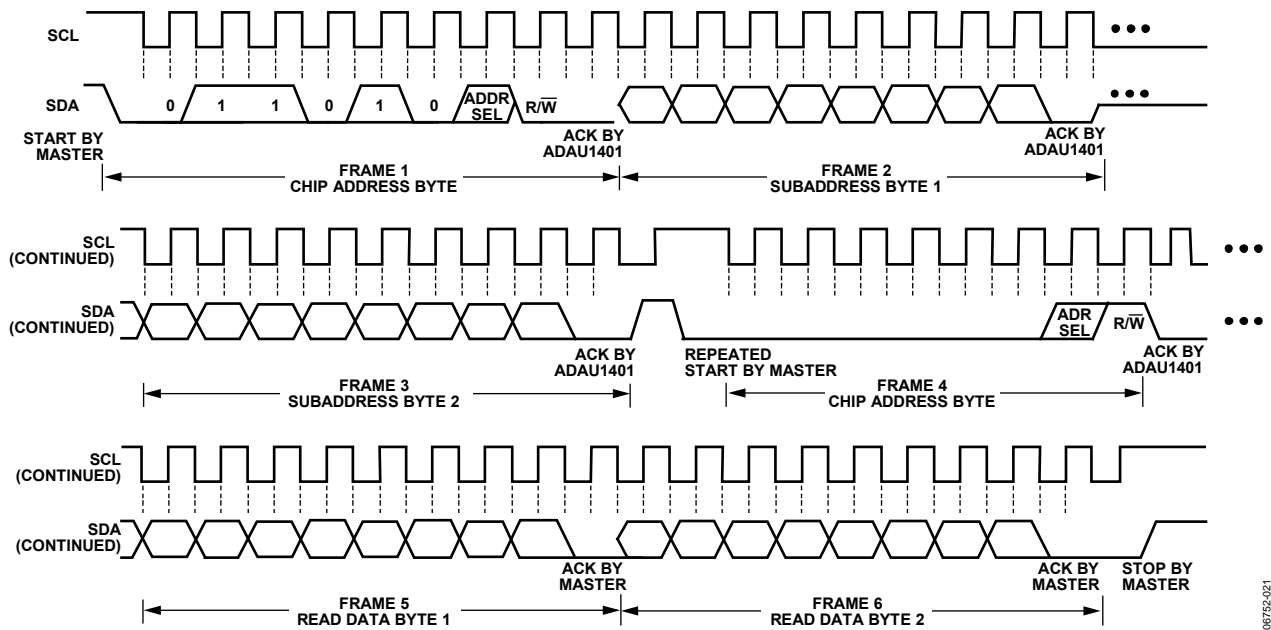 SCL
SDA
0 1 1 0 1 0 ADDR SEL R/W̅
START BY MASTER
ACK BY ADAU1401
ACK BY ADAU1401
FRAME 1
CHIP ADDRESS BYTE
FRAME 2
SUBADDRESS BYTE 1
SCL
(CONTINUED)
SDA
(CONTINUED)
ADR SEL R/W̅
ACK BY ADAU1401
REPEATED
START BY MASTER
ACK BY ADAU1401
FRAME 3
SUBADDRESS BYTE 2
FRAME 4
CHIP ADDRESS BYTE
SCL
(CONTINUED)
SDA
(CONTINUED)
ACK BY MASTER
ACK BY MASTER
STOP BY MASTER
FRAME 5
READ DATA BYTE 1
FRAME 6
READ DATA BYTE 2
06752-021